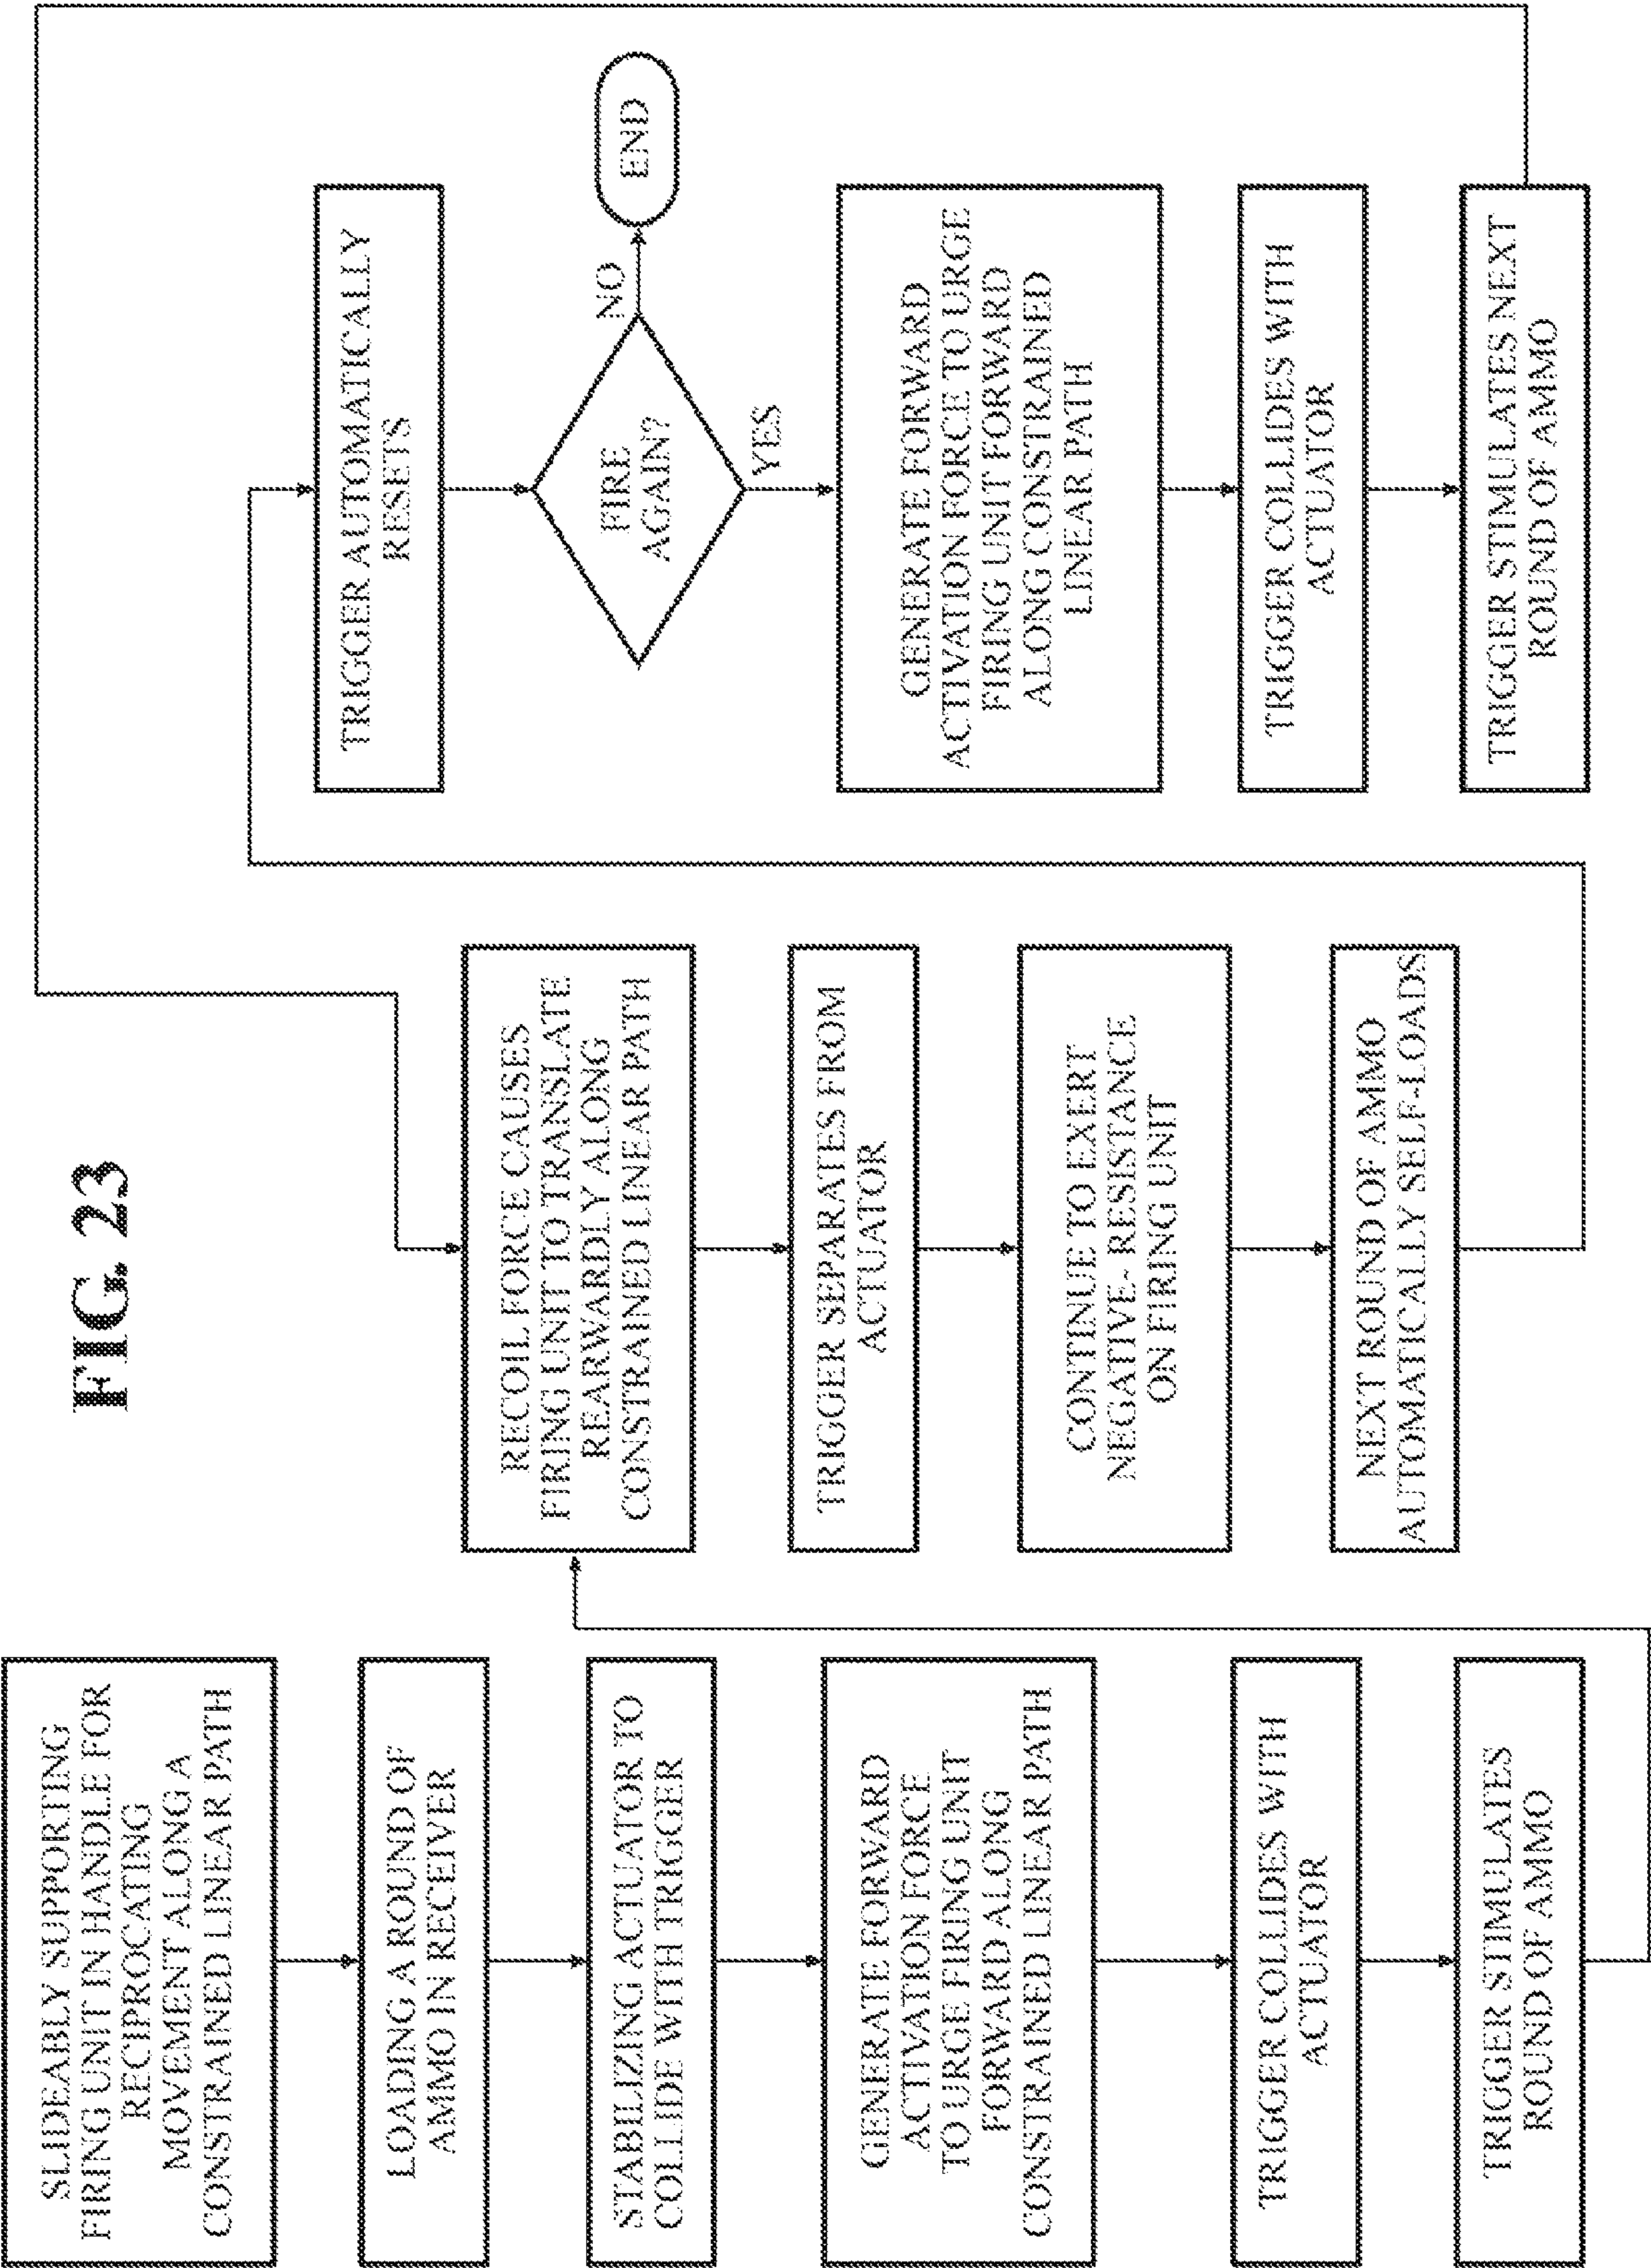 FIG. 23
SLIDEABLY SUPPORTING
FIRING UNIT IN HANDLE FOR
RECIPROCATING
MOVEMENT ALONG A
CONSTRAINED LINEAR PATH
LOADING A ROUND OF
AMMO IN RECEIVER
STABILIZING ACTUATOR TO
COLLIDE WITH TRIGGER
GENERATE FORWARD
ACTIVATION FORCE
TO URGE FIRING UNIT
FORWARD ALONG
CONSTRAINED LINEAR PATH
TRIGGER COLLIDES WITH
ACTUATOR
TRIGGER STIMULATES
ROUND OF AMMO
RECOIL FORCE CAUSES
FIRING UNIT TO TRANSLATE
REARWARDLY ALONG
CONSTRAINED LINEAR PATH
TRIGGER SEPARATES FROM
ACTUATOR
CONTINUE TO EXERT
NEGATIVE- RESISTANCE
ON FIRING UNIT
NEXT ROUND OF AMMO
AUTOMATICALLY SELF-LOADS
TRIGGER AUTOMATICALLY
RESETS
FIRE
AGAIN?
NO
END
YES
GENERATE FORWARD
ACTIVATION FORCE TO URGE
FIRING UNIT FORWARD
ALONG CONSTRAINED
LINEAR PATH
TRIGGER COLLIDES WITH
ACTUATOR
TRIGGER STIMULATES NEXT
ROUND OF AMMO